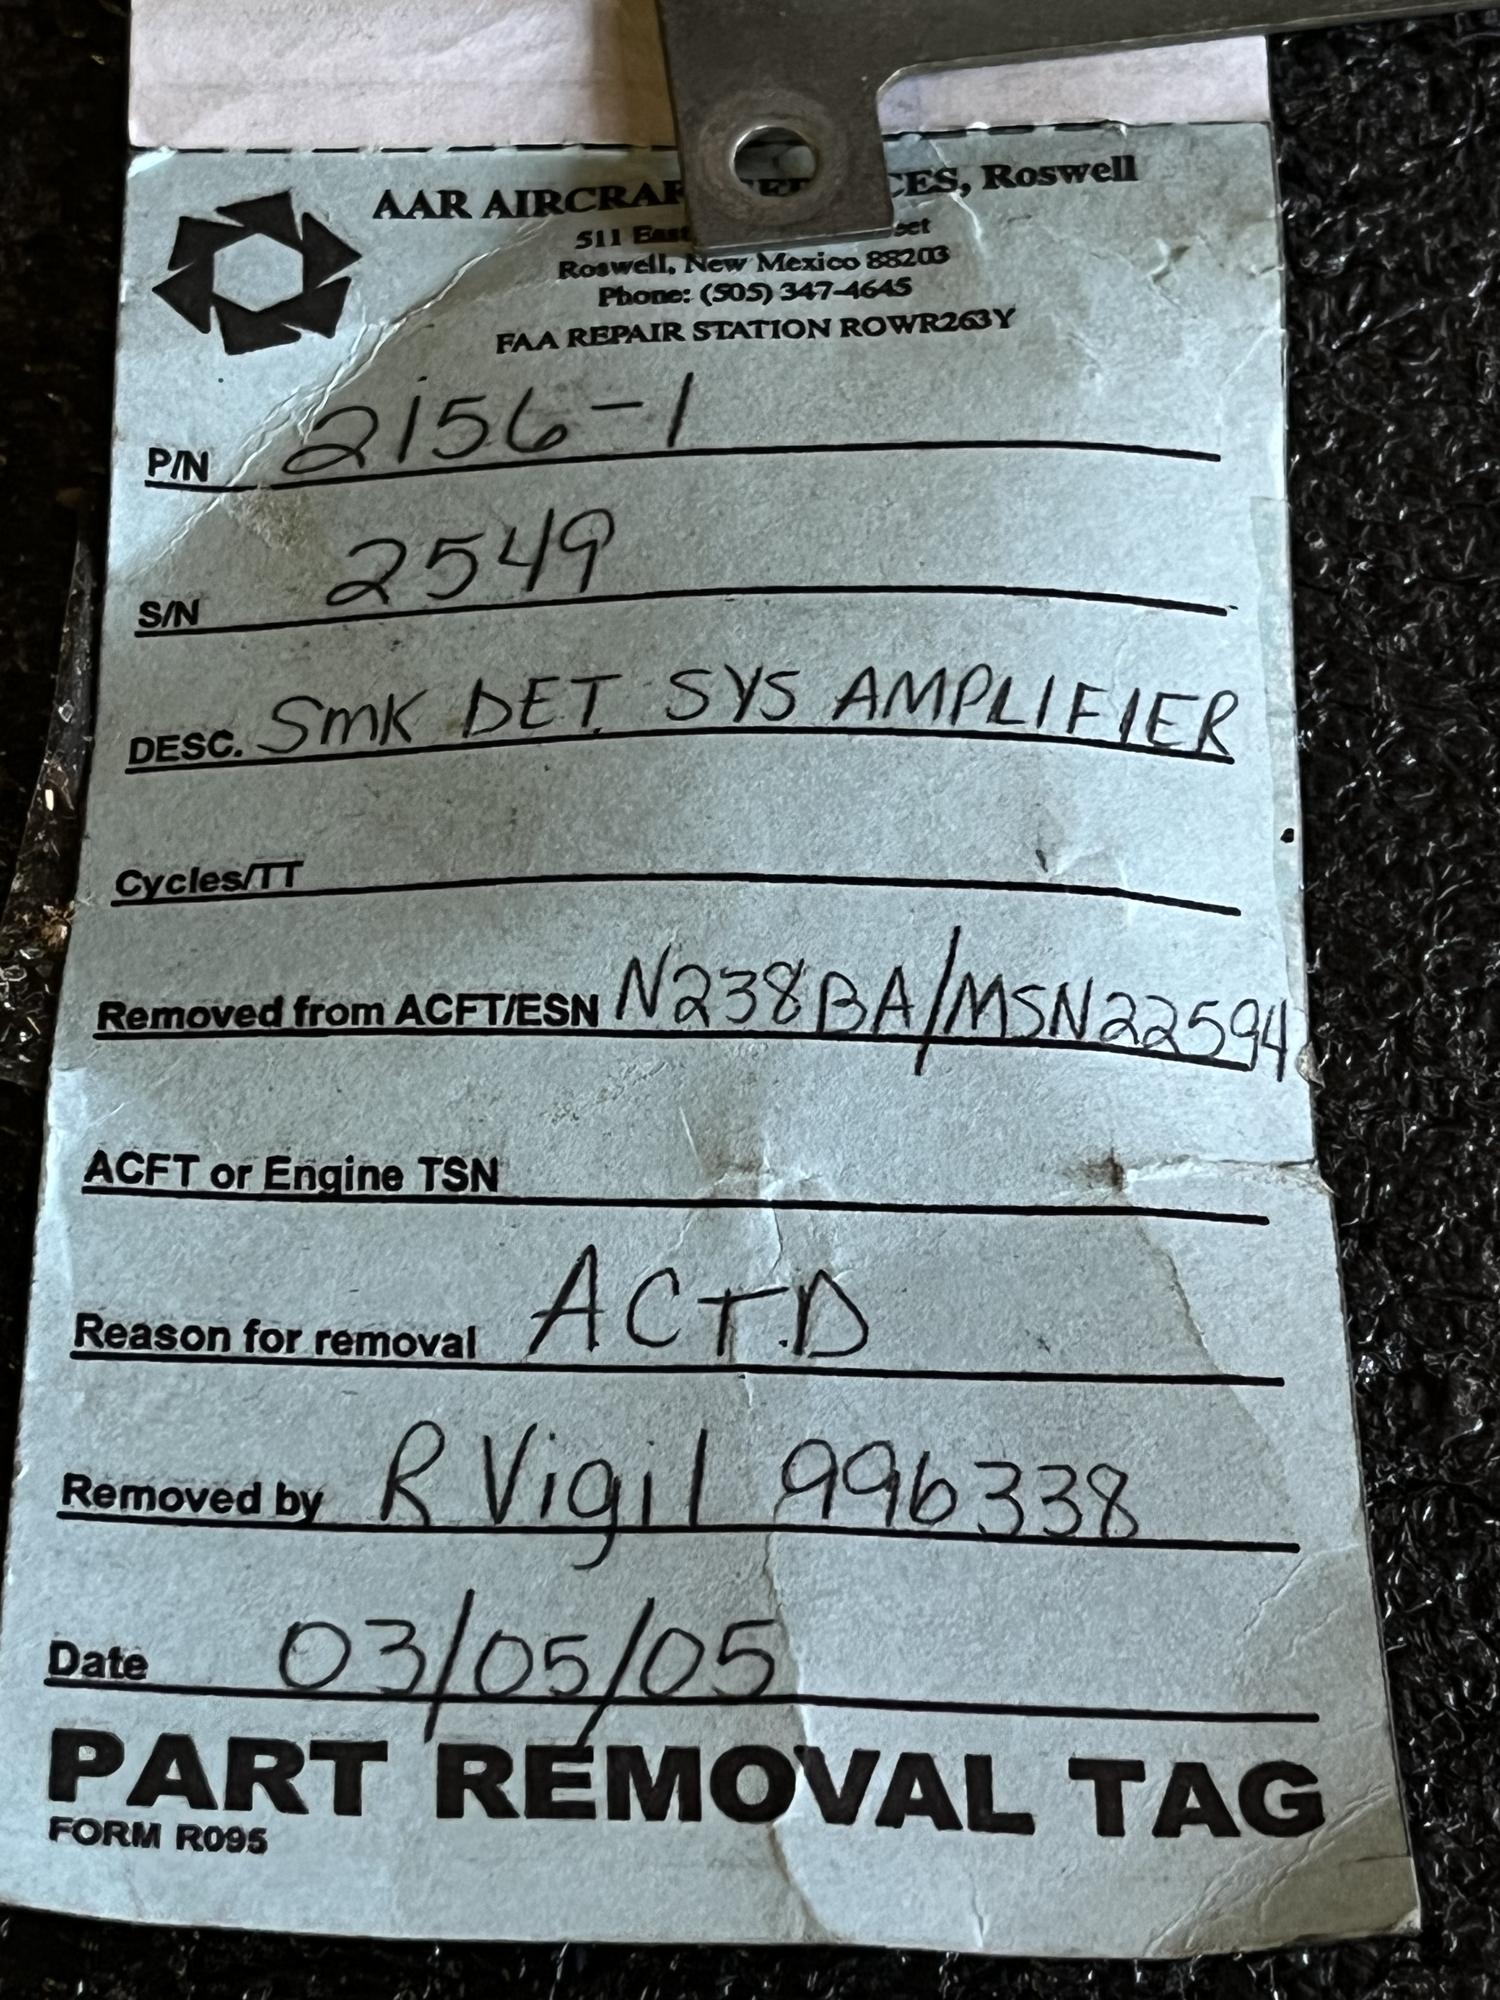 AAR AIRCRAF CES, Roswell
511 East
Roswell, New Mexico 88203
Phone: (505) 347-4645
FAA REPAIR STATION ROWR263Y
P/N 2156-1
S/N 2549
DESC. SmK DET. SYS AMPLIFIER
Cycles/TT
Removed from ACFT/ESN N238BA/MSN22594
ACFT or Engine TSN
Reason for removal ACT.D
Removed by R Vigil 996338
Date 03/05/05
PART REMOVAL TAG
FORM R095